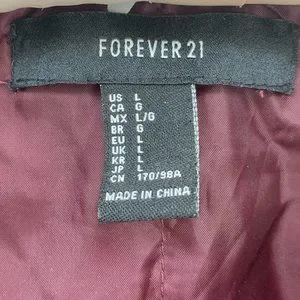 FOREVER 21
US L
CA G
MX L/G
BR G
EU L
UK L
KR L
JP L
CN 170/98A
MADE IN CHINA